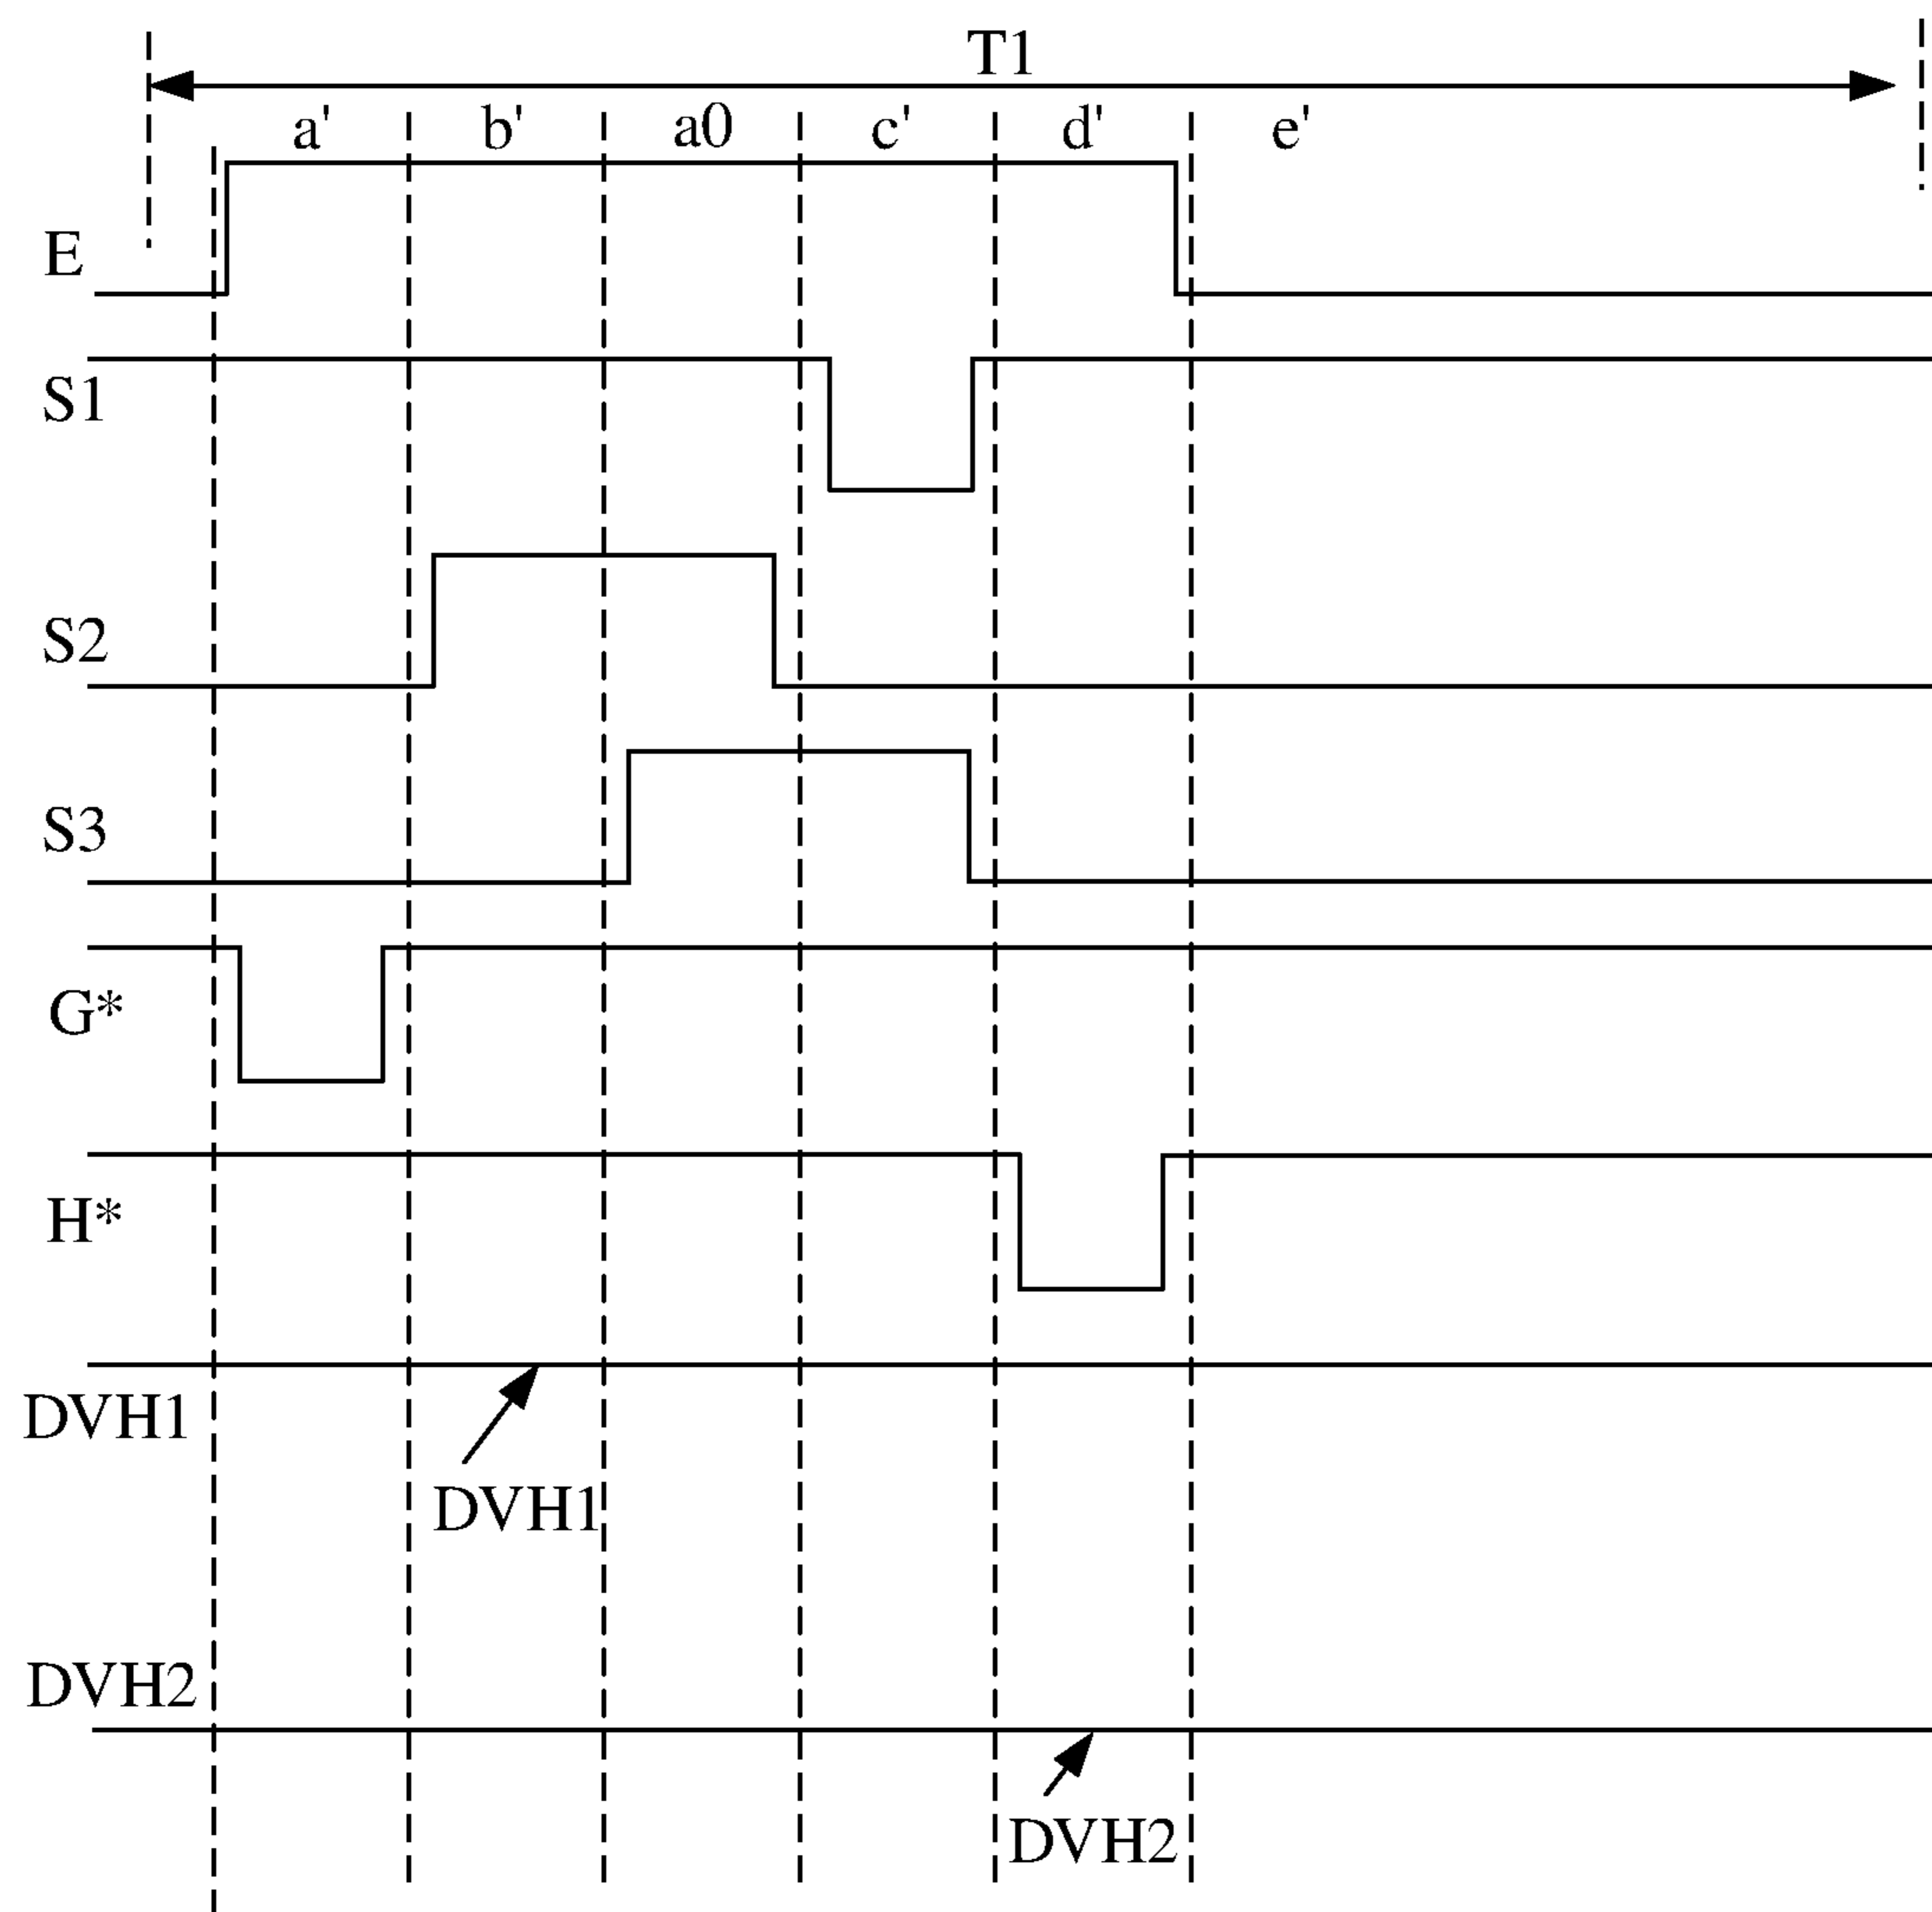 T1
a' b' a0 c' d' e'
E
S1
S2
S3
G*
H*
DVH1
DVH1
DVH2
DVH2